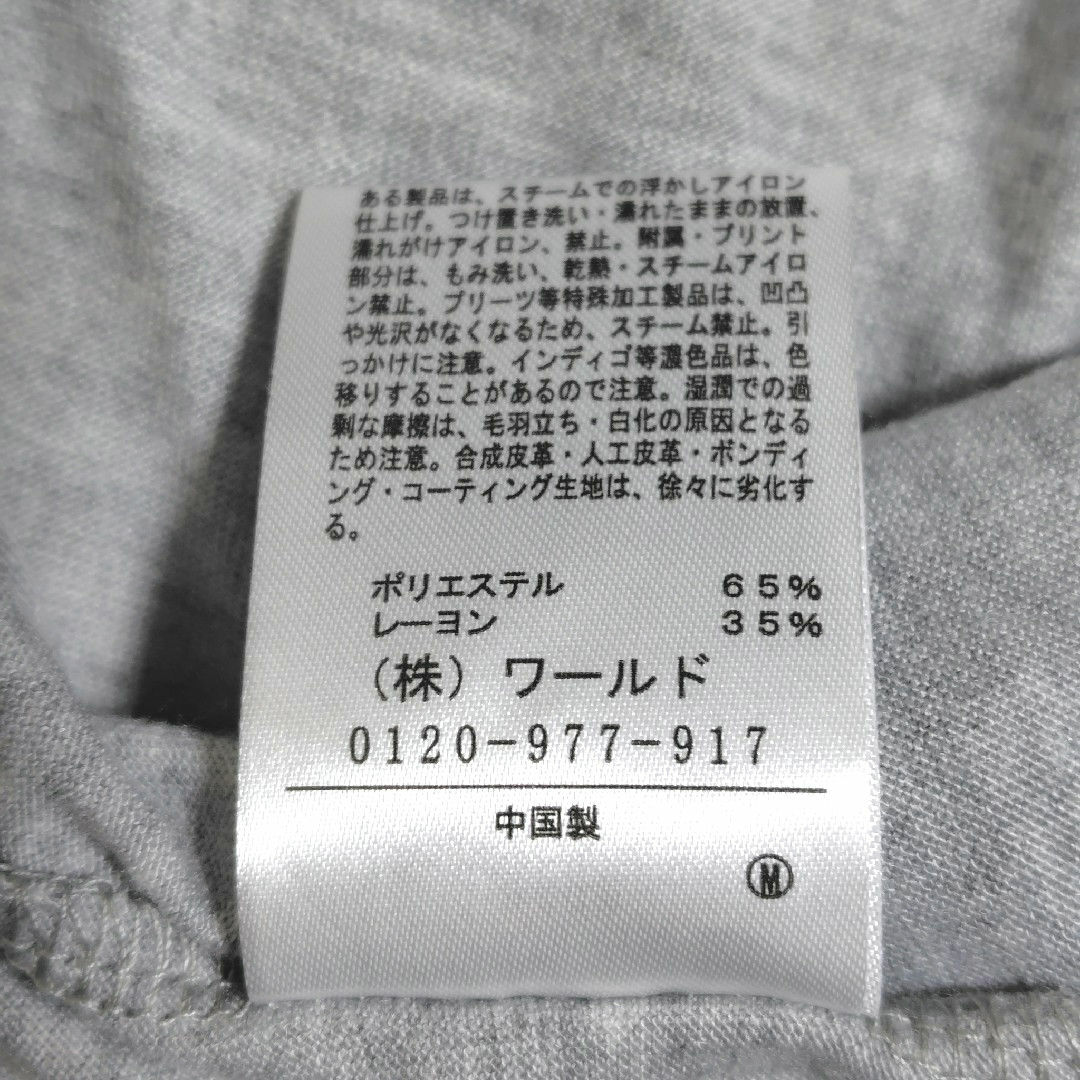 ある製品は、スチームでの浮かしアイロン
仕上げ。つけ置き洗い・濡れたままの放置、
濡れがけアイロン、禁止。附属・プリント
部分は、もみ洗い、乾熱・スチームアイロ
ン禁止。プリーツ等特殊加工製品は、凹凸
や光沢がなくなるため、スチーム禁止。引
っかけに注意。インディゴ等濃色品は、色
移りすることがあるので注意。湿潤での過
剰な摩擦は、毛羽立ち・白化の原因となる
ため注意。合成皮革・人工皮革・ボンディ
ング・コーティング生地は、徐々に劣化す
る。
ポリエステル 65%
レーヨン 35%
(株) ワールド
0120-977-917
中国製
Ⓜ